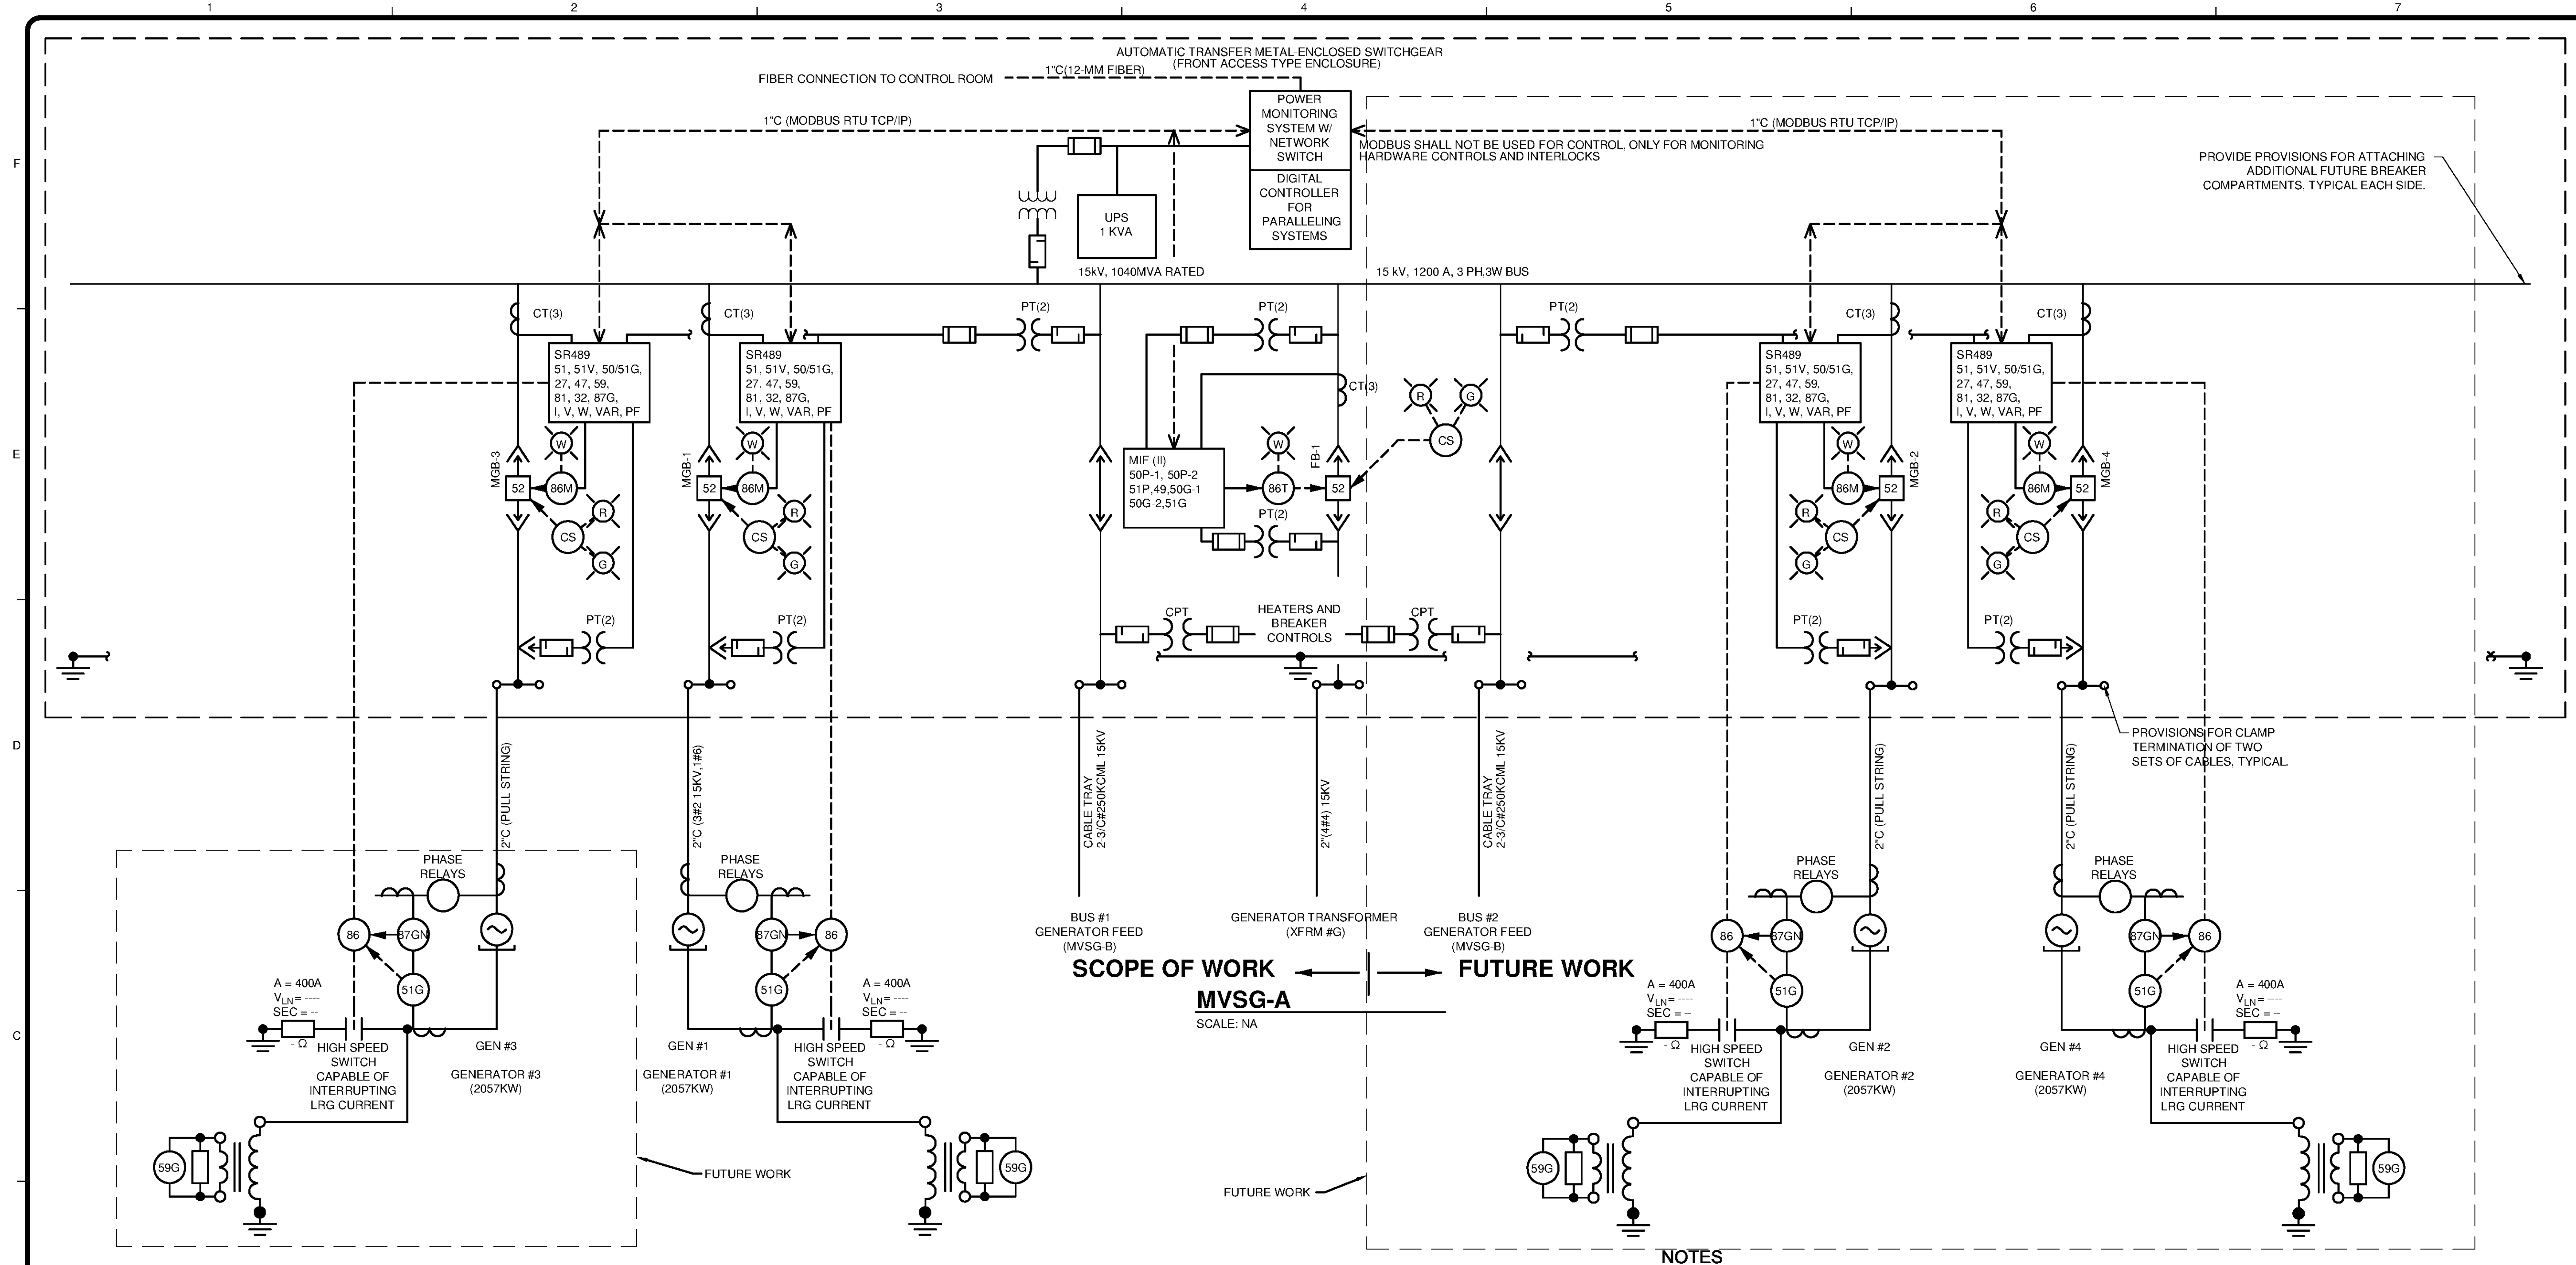 1
2
3
4
5
6
7
F
E
D
C
AUTOMATIC TRANSFER METAL-ENCLOSED SWITCHGEAR
(FRONT ACCESS TYPE ENCLOSURE)
FIBER CONNECTION TO CONTROL ROOM
1"C(12-MM FIBER)
1"C (MODBUS RTU TCP/IP)
POWER
MONITORING
SYSTEM W/
NETWORK
SWITCH
DIGITAL
CONTROLLER
FOR
PARALLELING
SYSTEMS
1"C (MODBUS RTU TCP/IP)
MODBUS SHALL NOT BE USED FOR CONTROL, ONLY FOR MONITORING
HARDWARE CONTROLS AND INTERLOCKS
PROVIDE PROVISIONS FOR ATTACHING
ADDITIONAL FUTURE BREAKER
COMPARTMENTS, TYPICAL EACH SIDE.
UPS
1 KVA
15kV, 1040MVA RATED
15 kV, 1200 A, 3 PH,3W BUS
CT(3)
SR489
51, 51V, 50/51G,
27, 47, 59,
81, 32, 87G,
I, V, W, VAR, PF
MGB-3
52
86M
W
R
CS
G
PT(2)
CT(3)
SR489
51, 51V, 50/51G,
27, 47, 59,
81, 32, 87G,
I, V, W, VAR, PF
MGB-1
52
86M
W
R
CS
G
PT(2)
PT(2)
PT(2)
CT(3)
MIF (II)
50P-1, 50P-2
51P,49,50G-1
50G-2,51G
W
86T
FB-1
52
PT(2)
R
G
CS
PT(2)
CPT
HEATERS AND
BREAKER
CONTROLS
CPT
CT(3)
SR489
51, 51V, 50/51G,
27, 47, 59,
81, 32, 87G,
I, V, W, VAR, PF
W
86M
52
MGB-2
R
CS
G
PT(2)
CT(3)
SR489
51, 51V, 50/51G,
27, 47, 59,
81, 32, 87G,
I, V, W, VAR, PF
W
86M
52
MGB-4
R
CS
G
PT(2)
PROVISIONS FOR CLAMP
TERMINATION OF TWO
SETS OF CABLES, TYPICAL.
2"C (PULL STRING)
2"C (3#2 15KV,1#6)
CABLE TRAY
2-3/C#250KCML 15KV
2"(4#4) 15KV
CABLE TRAY
2-3/C#250KCML 15KV
2"C (PULL STRING)
2"C (PULL STRING)
PHASE
RELAYS
86
87GN
51G
A = 400A
VLN= ----
SEC = --
- Ω
HIGH SPEED
SWITCH
CAPABLE OF
INTERRUPTING
LRG CURRENT
GEN #3
GENERATOR #3
(2057KW)
59G
FUTURE WORK
PHASE
RELAYS
87GN
86
51G
A = 400A
VLN= ----
SEC = --
- Ω
GEN #1
GENERATOR #1
(2057KW)
HIGH SPEED
SWITCH
CAPABLE OF
INTERRUPTING
LRG CURRENT
59G
BUS #1
GENERATOR FEED
(MVSG-B)
GENERATOR TRANSFORMER
(XFRM #G)
BUS #2
GENERATOR FEED
(MVSG-B)
SCOPE OF WORK
FUTURE WORK
MVSG-A
SCALE: NA
FUTURE WORK
PHASE
RELAYS
86
87GN
51G
A = 400A
VLN= ----
SEC = --
- Ω
HIGH SPEED
SWITCH
CAPABLE OF
INTERRUPTING
LRG CURRENT
GEN #2
GENERATOR #2
(2057KW)
59G
PHASE
RELAYS
87GN
86
51G
A = 400A
VLN= ----
SEC = --
- Ω
GEN #4
GENERATOR #4
(2057KW)
HIGH SPEED
SWITCH
CAPABLE OF
INTERRUPTING
LRG CURRENT
59G
NOTES